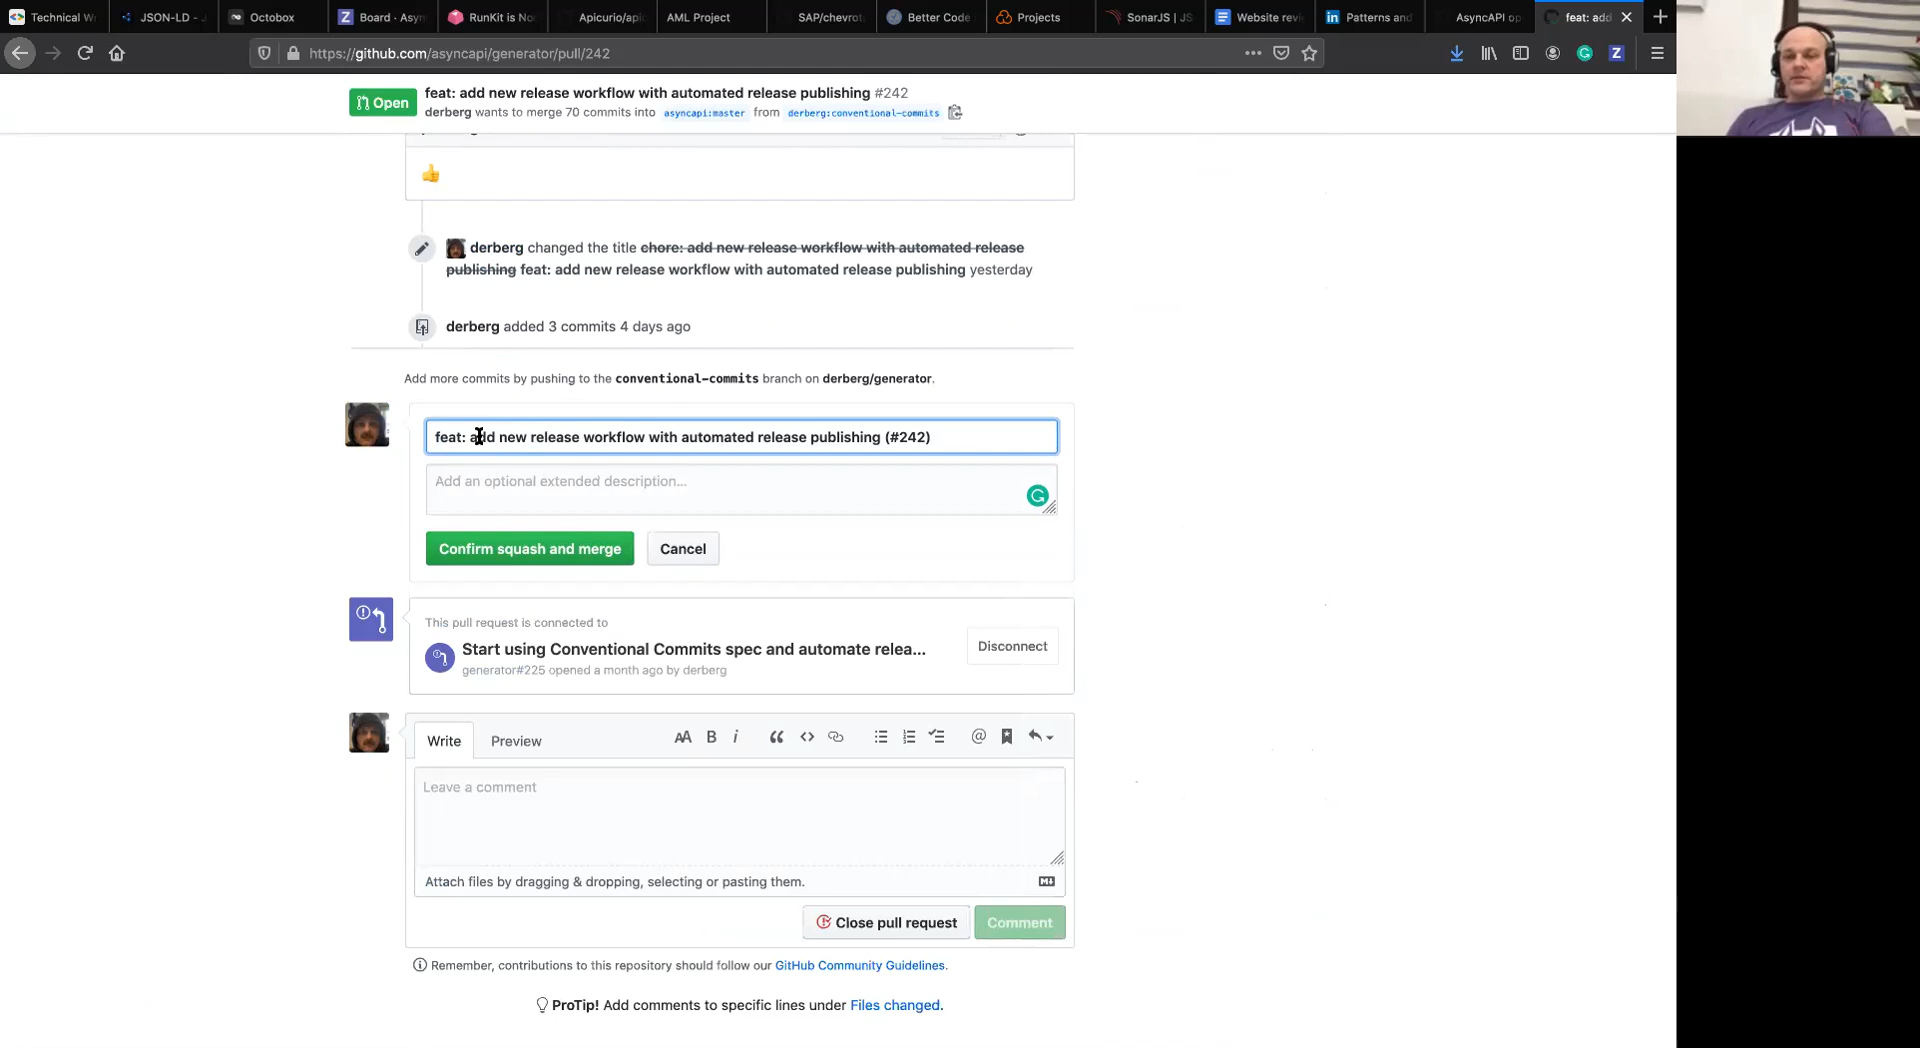 Technical Wr
JSON-LD -
Octobox
Board · Asyn
RunKit is No
Apicurio/apic
AML Project
SAP/chevrot
Better Code
Projects
SonarJS | JS
Website revi
Patterns and
AsyncAPI op
feat: add
https://github.com/asyncapi/generator/pull/242
Open
feat: add new release workflow with automated release publishing #242
derberg wants to merge 70 commits into asyncapi:master from derberg:conventional-commits
👍
derberg changed the title chore: add new release workflow with automated release
publishing feat: add new release workflow with automated release publishing yesterday
derberg added 3 commits 4 days ago
Add more commits by pushing to the conventional-commits branch on derberg/generator.
feat: add new release workflow with automated release publishing (#242)
Add an optional extended description...
Confirm squash and merge
Cancel
This pull request is connected to
Start using Conventional Commits spec and automate relea...
Disconnect
generator#225 opened a month ago by derberg
Write
Preview
Leave a comment
Attach files by dragging & dropping, selecting or pasting them.
Close pull request
Comment
Remember, contributions to this repository should follow our GitHub Community Guidelines.
ProTip! Add comments to specific lines under Files changed.